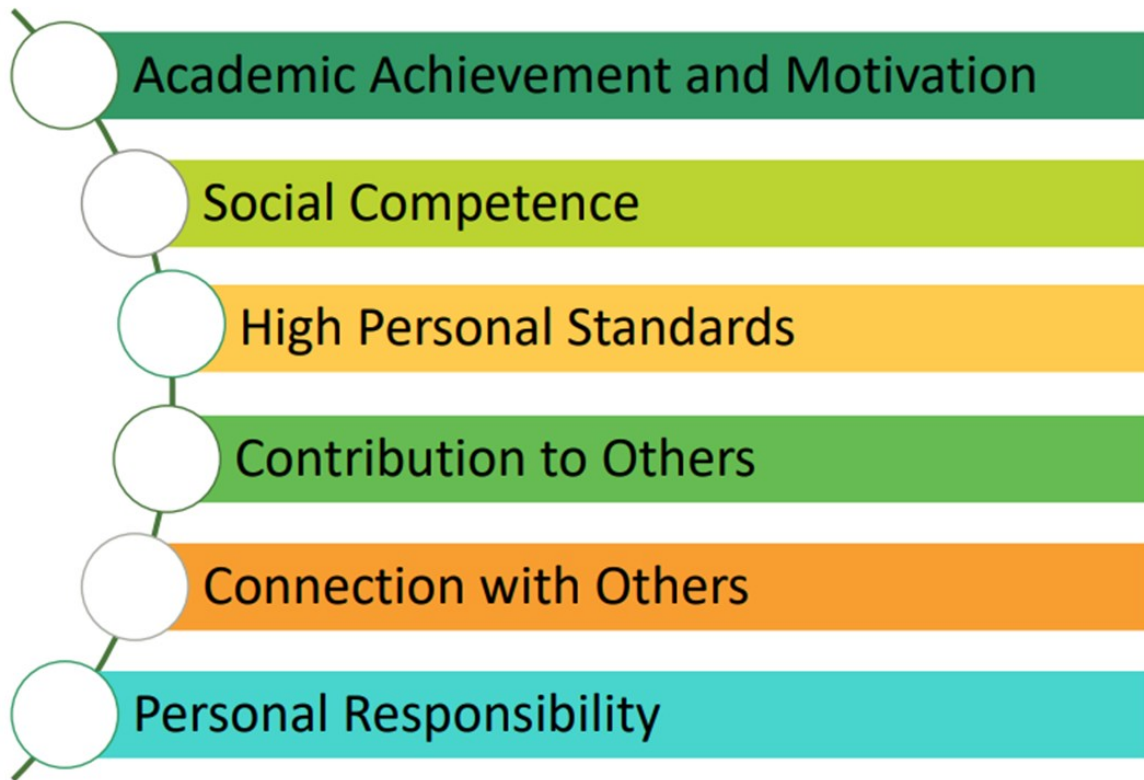 Academic Achievement and Motivation
Social Competence
High Personal Standards
Contribution to Others
Connection with Others
Personal Responsibility